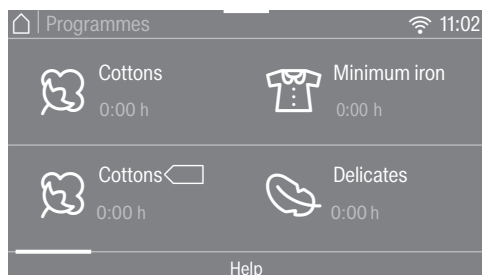 Programmes 11:02
Cottons
0:00 h
Minimum iron
0:00 h
Cottons
0:00 h
Delicates
0:00 h
Help